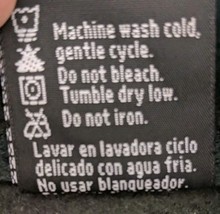 Machine wash cold,
gentle cycle.
Do not bleach.
Tumble dry low.
Do not iron.
Lavar en lavadora ciclo
delicado con agua fria.
No usar blanqueador.